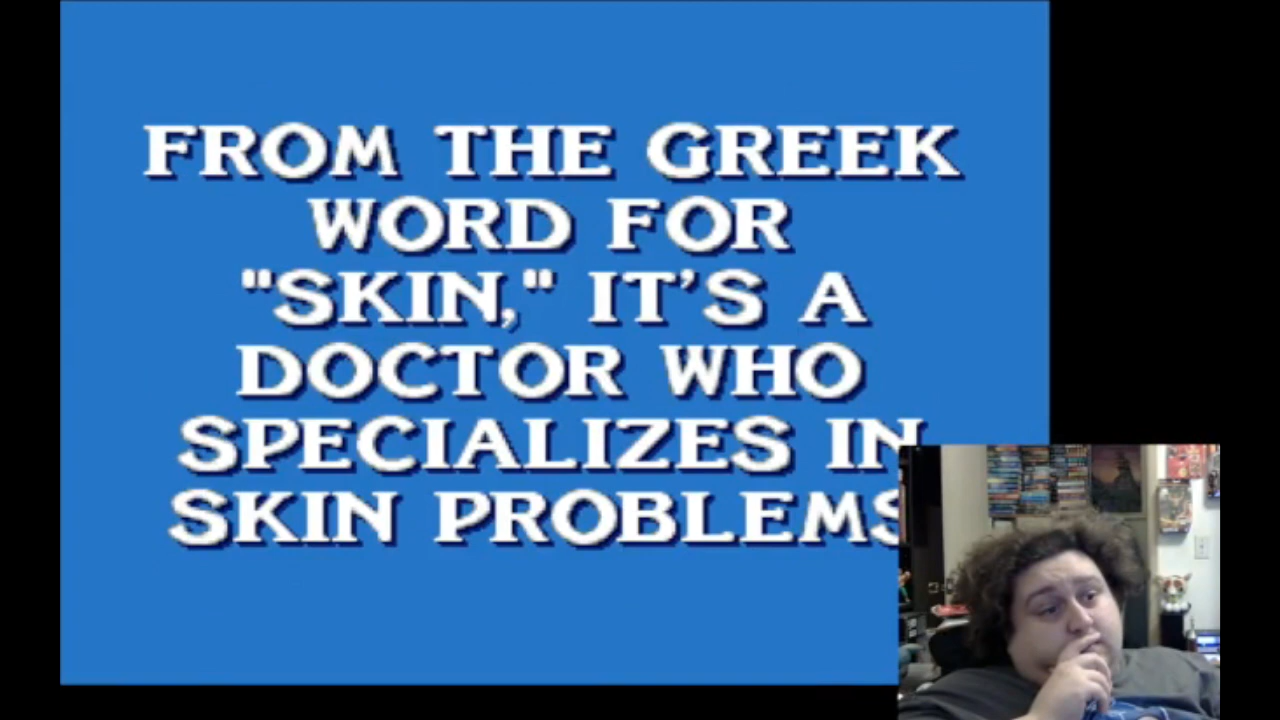 FROM THE GREEK
WORD FOR
"SKIN," IT'S A
DOCTOR WHO
SPECIALIZES IN
SKIN PROBLEMS